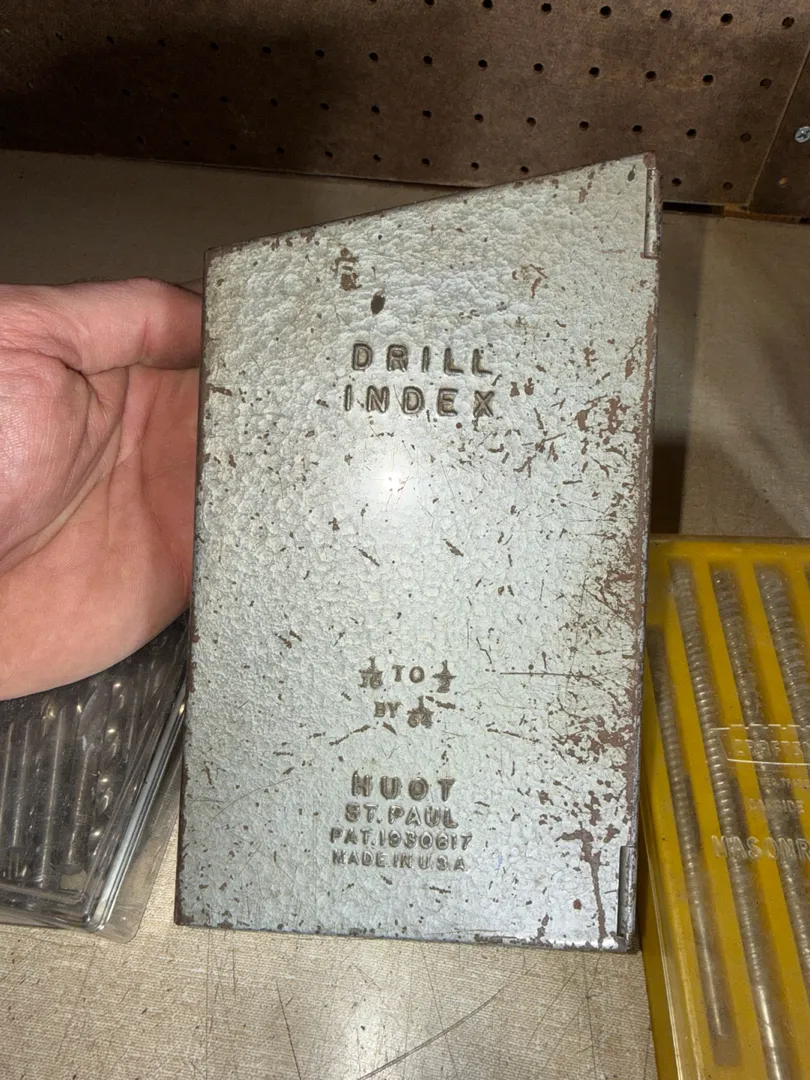 DRILL
INDEX
1/16 TO 1/2
BY 1/64
HUOT
ST. PAUL
PAT. 1930617
MADE IN U.S.A